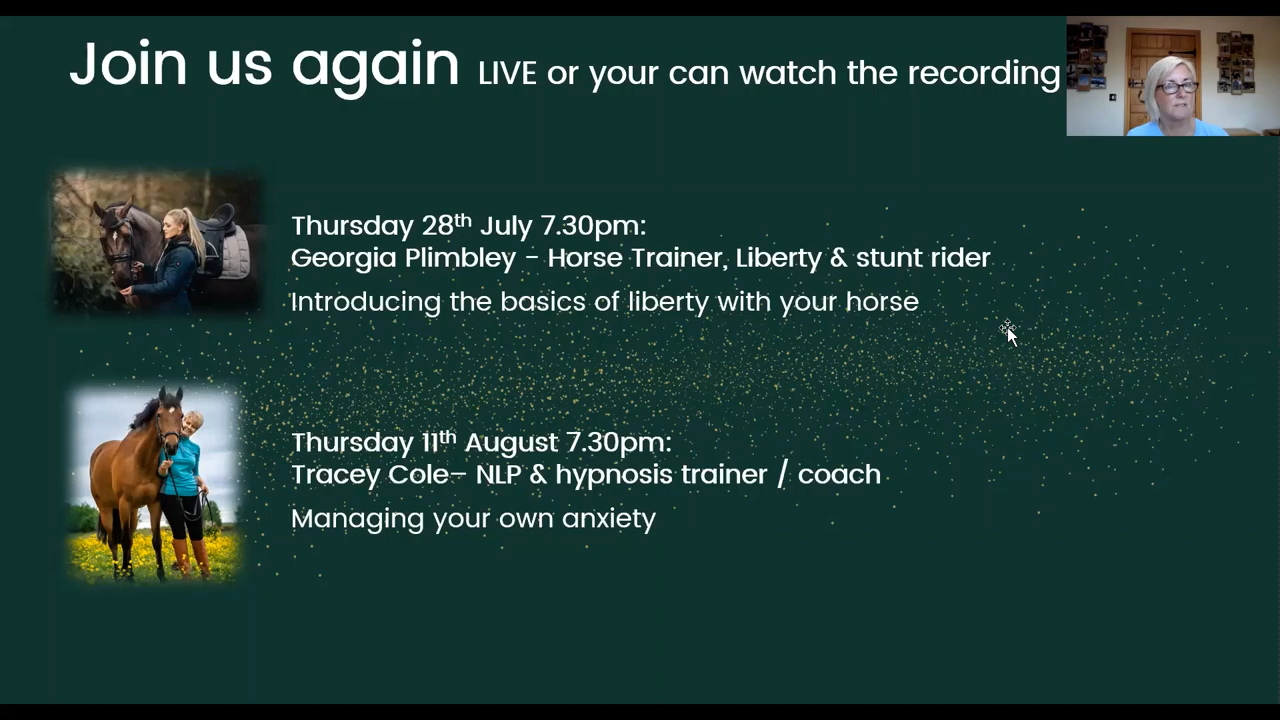 Join us again LIVE or your can watch the recording
Thursday 28th July 7.30pm:
Georgia Plimbley - Horse Trainer, Liberty & stunt rider
Introducing the basics of liberty with your horse
Thursday 11th August 7.30pm:
Tracey Cole– NLP & hypnosis trainer / coach
Managing your own anxiety